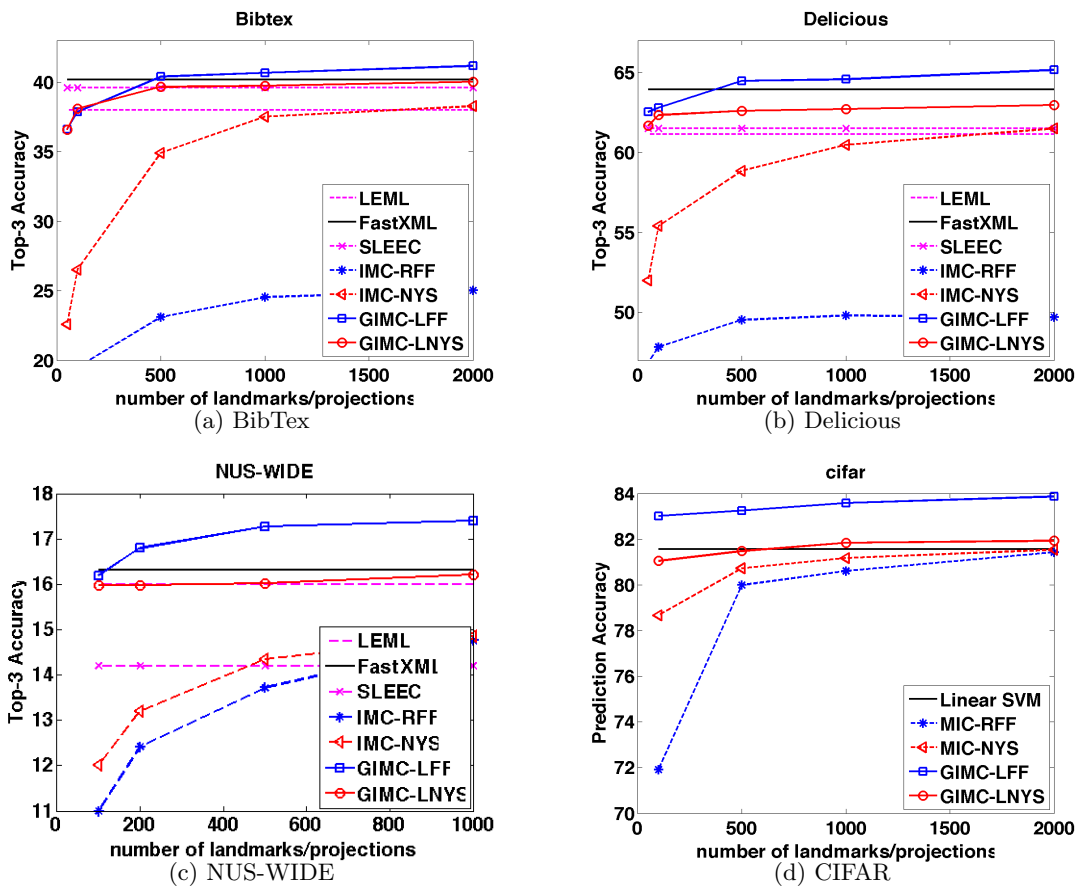 Bibtex
Top-3 Accuracy
40
35
30
25
20
0 500 1000 1500 2000
LEML
FastXML
SLEEC
IMC-RFF
IMC-NYS
GIMC-LFF
GIMC-LNYS
number of landmarks/projections
(a) BibTex
Delicious
Top-3 Accuracy
65
60
55
50
0 500 1000 1500 2000
LEML
FastXML
SLEEC
IMC-RFF
IMC-NYS
GIMC-LFF
GIMC-LNYS
number of landmarks/projections
(b) Delicious
NUS-WIDE
Top-3 Accuracy
18
17
16
15
14
13
12
11
0 200 400 600 800 1000
LEML
FastXML
SLEEC
IMC-RFF
IMC-NYS
GIMC-LFF
GIMC-LNYS
number of landmarks/projections
(c) NUS-WIDE
cifar
Prediction Accuracy
84
82
80
78
76
74
72
70
0 500 1000 1500 2000
Linear SVM
MIC-RFF
MIC-NYS
GIMC-LFF
GIMC-LNYS
number of landmarks/projections
(d) CIFAR